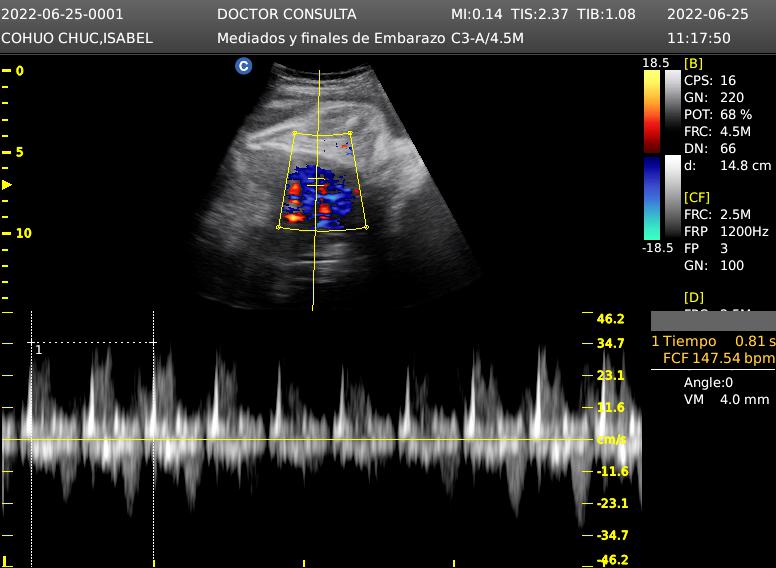 2022-06-25-0001 DOCTOR CONSULTA MI:0.14 TIS:2.37 TIB:1.08 2022-06-25
COHUO CHUC,ISABEL Mediados y finales de Embarazo C3-A/4.5M 11:17:50
C
0
5
10
18.5
-18.5
[B]
CPS: 16
GN: 220
POT: 68 %
FRC: 4.5M
DN: 66
d: 14.8 cm
[CF]
FRC: 2.5M
FRP 1200Hz
FP 3
GN: 100
[D]
1 Tiempo 0.81 s
FCF 147.54 bpm
Angle:0
VM 4.0 mm
1
46.2
34.7
23.1
11.6
cm/s
-11.6
-23.1
-34.7
-46.2